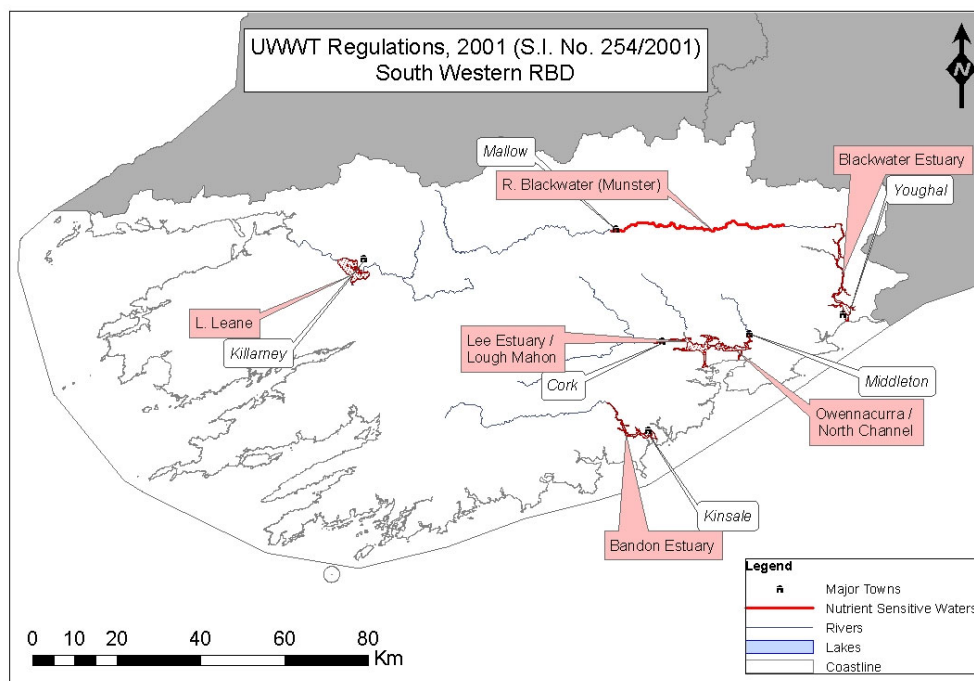 UWWT Regulations, 2001 (S.I. No. 254/2001)
South Western RBD
N
Mallow
Blackwater Estuary
R. Blackwater (Munster)
Youghal
L. Leane
Killarney
Lee Estuary /
Lough Mahon
Cork
Middleton
Owennacurra /
North Channel
Kinsale
Bandon Estuary
Legend
Major Towns
Nutrient Sensitive Waters
Rivers
Lakes
Coastline
0 10 20 40 60 80
Km